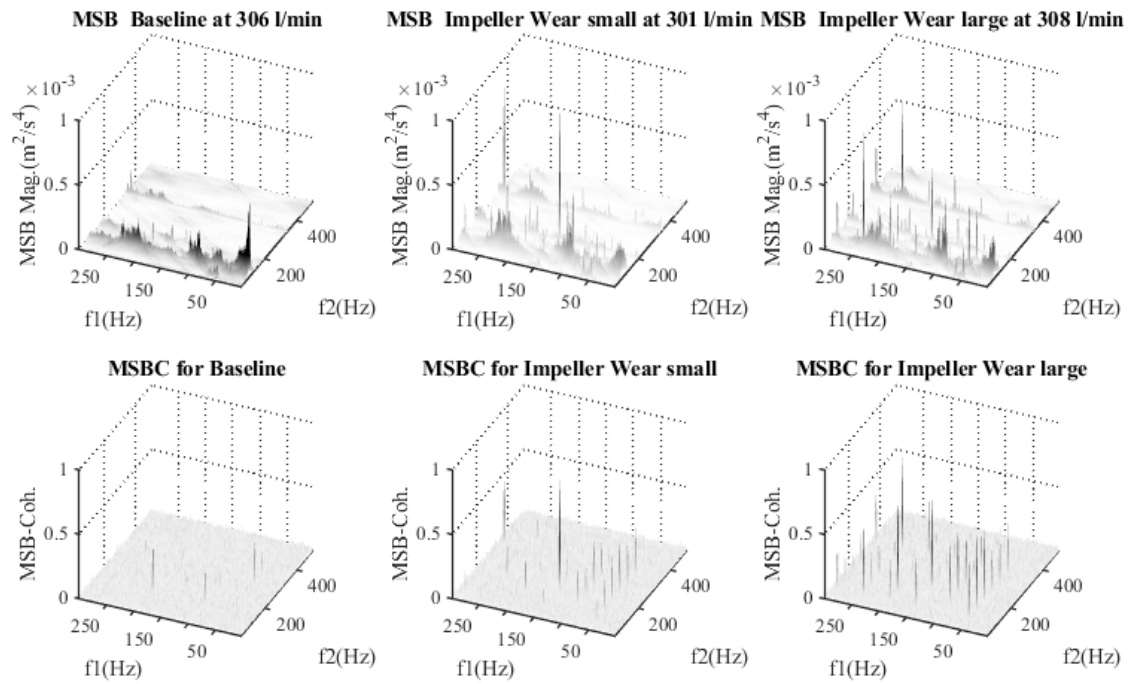 MSB Baseline at 306 l/min
MSB Impeller Wear small at 301 l/min
MSB Impeller Wear large at 308 l/min
×10⁻³
1
0.5
0
MSB Mag.(m²/s⁴)
250
150
50
f1(Hz)
200
400
f2(Hz)
×10⁻³
1
0.5
0
MSB Mag.(m²/s⁴)
250
150
50
f1(Hz)
200
400
f2(Hz)
×10⁻³
1
0.5
0
MSB Mag.(m²/s⁴)
250
150
50
f1(Hz)
200
400
f2(Hz)
MSBC for Baseline
MSBC for Impeller Wear small
MSBC for Impeller Wear large
1
0.5
0
MSB-Coh.
250
150
50
f1(Hz)
200
400
f2(Hz)
1
0.5
0
MSB-Coh.
250
150
50
f1(Hz)
200
400
f2(Hz)
1
0.5
0
MSB-Coh.
250
150
50
f1(Hz)
200
400
f2(Hz)